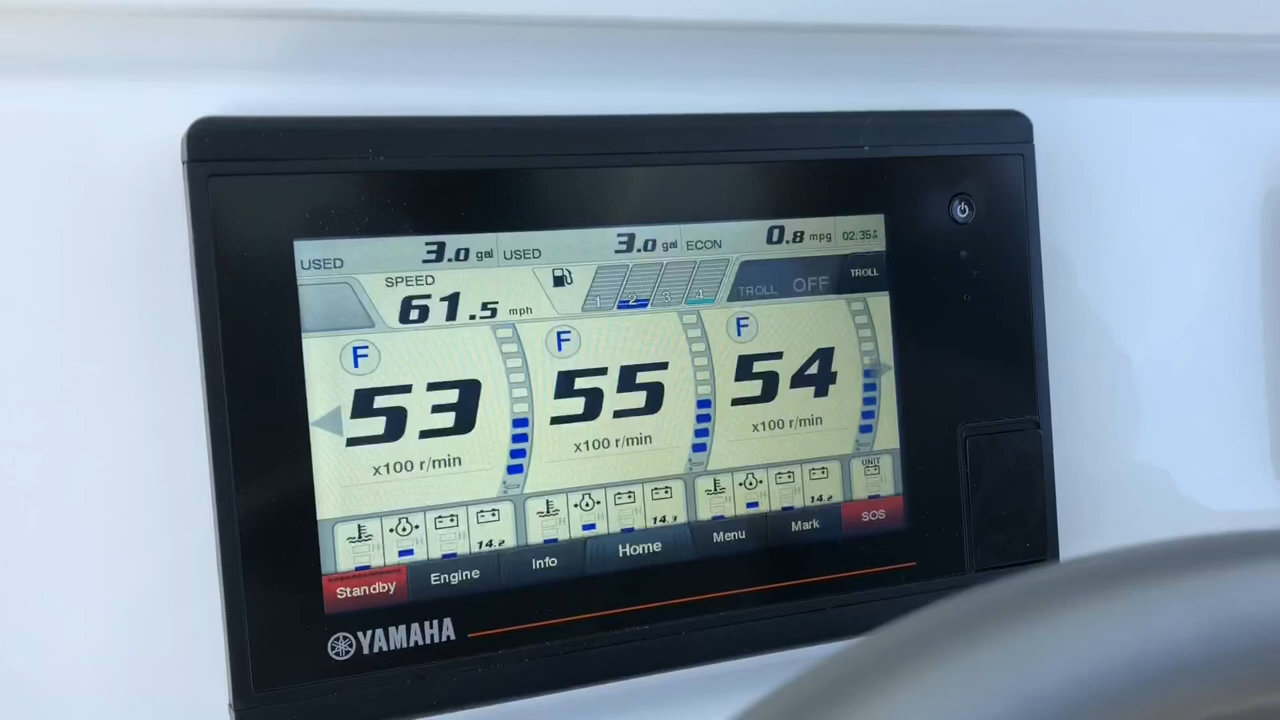 USED 3.0 gal USED 3.0 gal ECON 0.8 mpg 02:35
SPEED
61.5 mph
1 2 3 4
TROLL OFF TROLL
F F F
53 55 54
x100 r/min x100 r/min x100 r/min
UNIT
14.2 14.3 14.2
Standby Engine Info Home Menu Mark SOS
YAMAHA